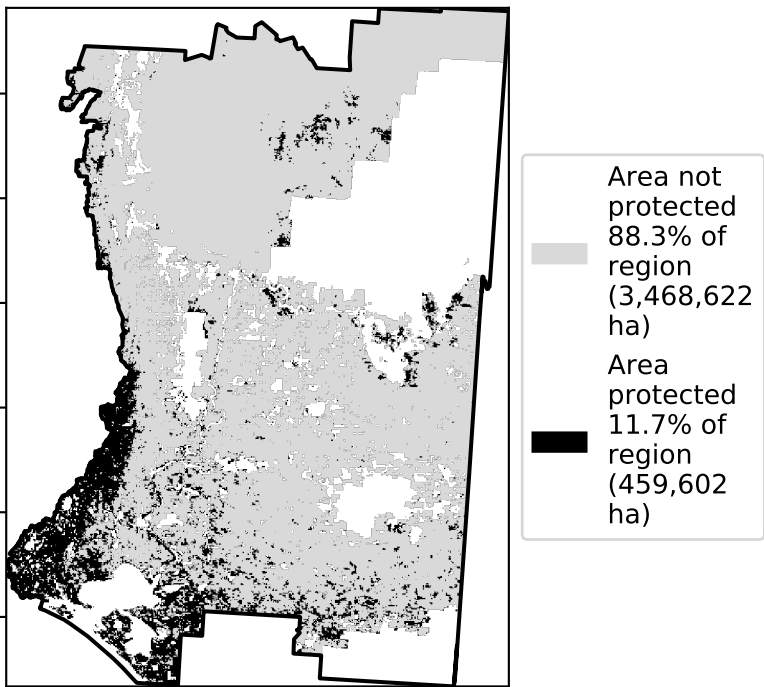 Area not
protected
88.3% of
region
(3,468,622
ha)
Area
protected
11.7% of
region
(459,602
ha)